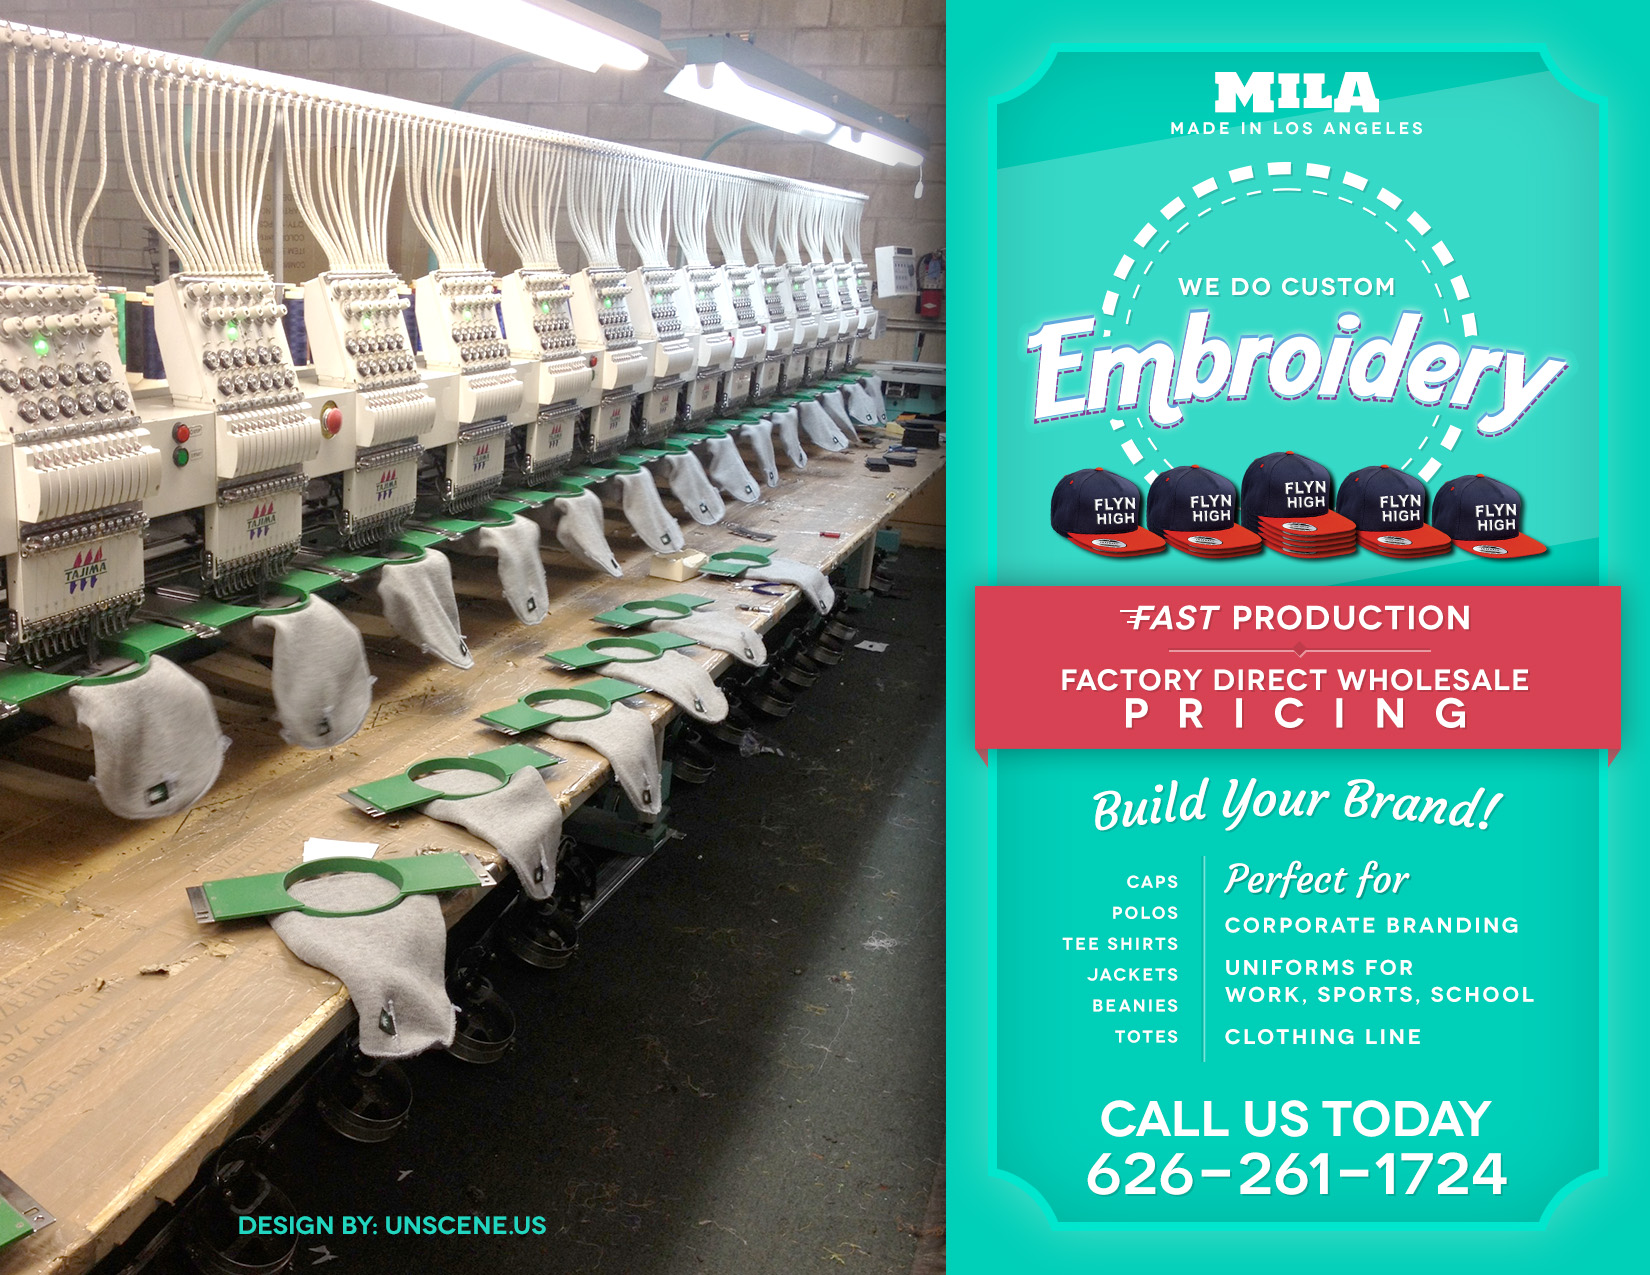 TAJIMA
TAJIMA
TAJIMA
DESIGN BY: UNSCENE.US
MILA
MADE IN LOS ANGELES
WE DO CUSTOM
Embroidery
FLYN
HIGH
FLYN
HIGH
FLYN
HIGH
FLYN
HIGH
FLYN
HIGH
FAST PRODUCTION
FACTORY DIRECT WHOLESALE
PRICING
Build Your Brand!
CAPS
POLOS
TEE SHIRTS
JACKETS
BEANIES
TOTES
Perfect for
CORPORATE BRANDING
UNIFORMS FOR
WORK, SPORTS, SCHOOL
CLOTHING LINE
CALL US TODAY
626-261-1724